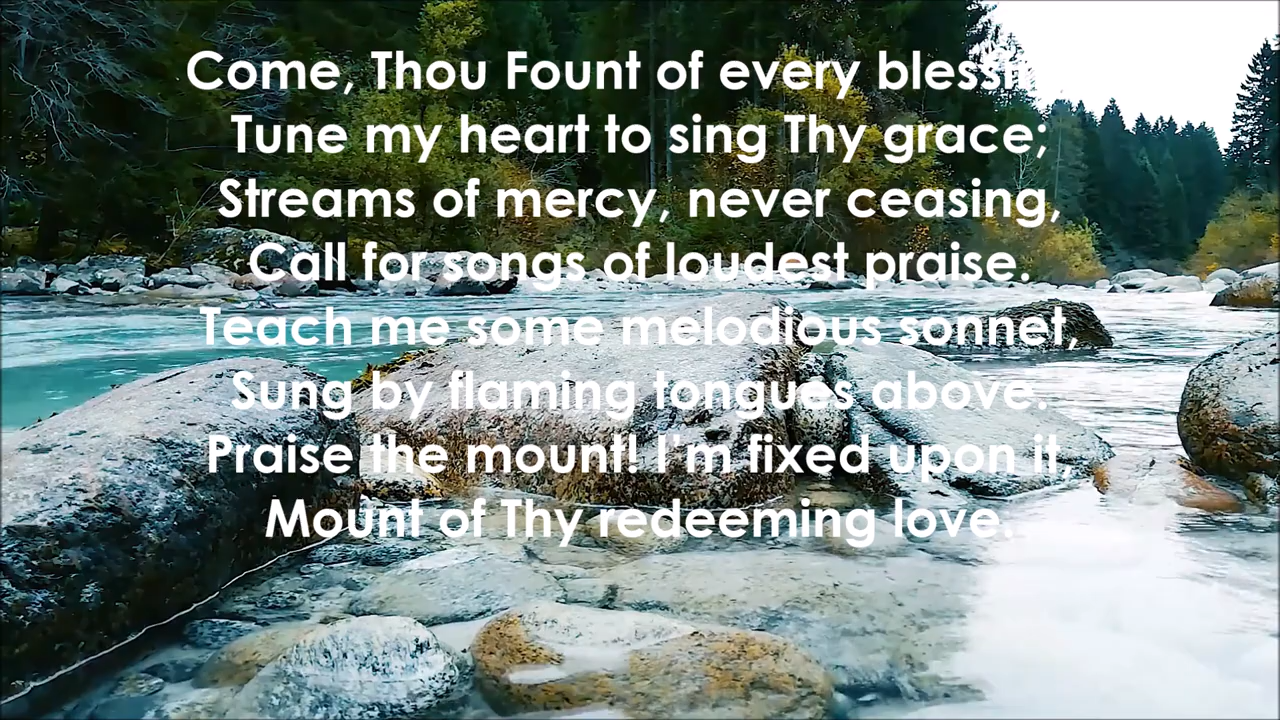 Come, Thou Fount of every blessin
Tune my heart to sing Thy grace;
Streams of mercy, never ceasing,
Call for songs of loudest praise.
Teach me some melodious sonnet,
Sung by flaming tongues above.
Praise the mount! I'm fixed upon it,
Mount of Thy redeeming love.